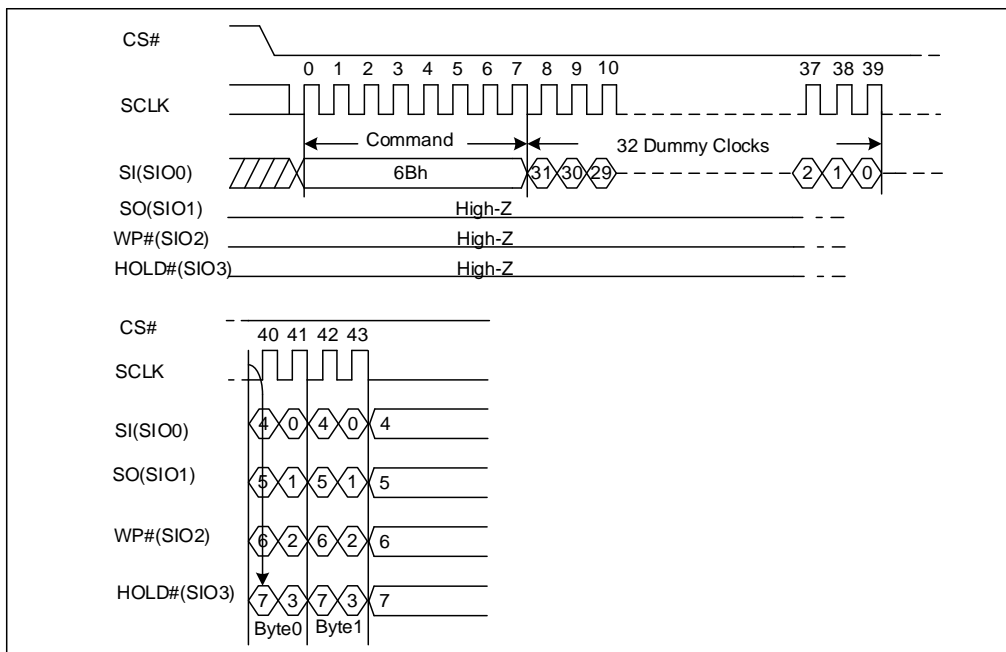 CS#
0 1 2 3 4 5 6 7 8 9 10 37 38 39
SCLK
Command 32 Dummy Clocks
SI(SIO0) 6Bh 31 30 29 2 1 0
SO(SIO1) High-Z
WP#(SIO2) High-Z
HOLD#(SIO3) High-Z
CS#
40 41 42 43
SCLK
SI(SIO0) 4 0 4 0 4
SO(SIO1) 5 1 5 1 5
WP#(SIO2) 6 2 6 2 6
HOLD#(SIO3) 7 3 7 3 7
Byte0 Byte1